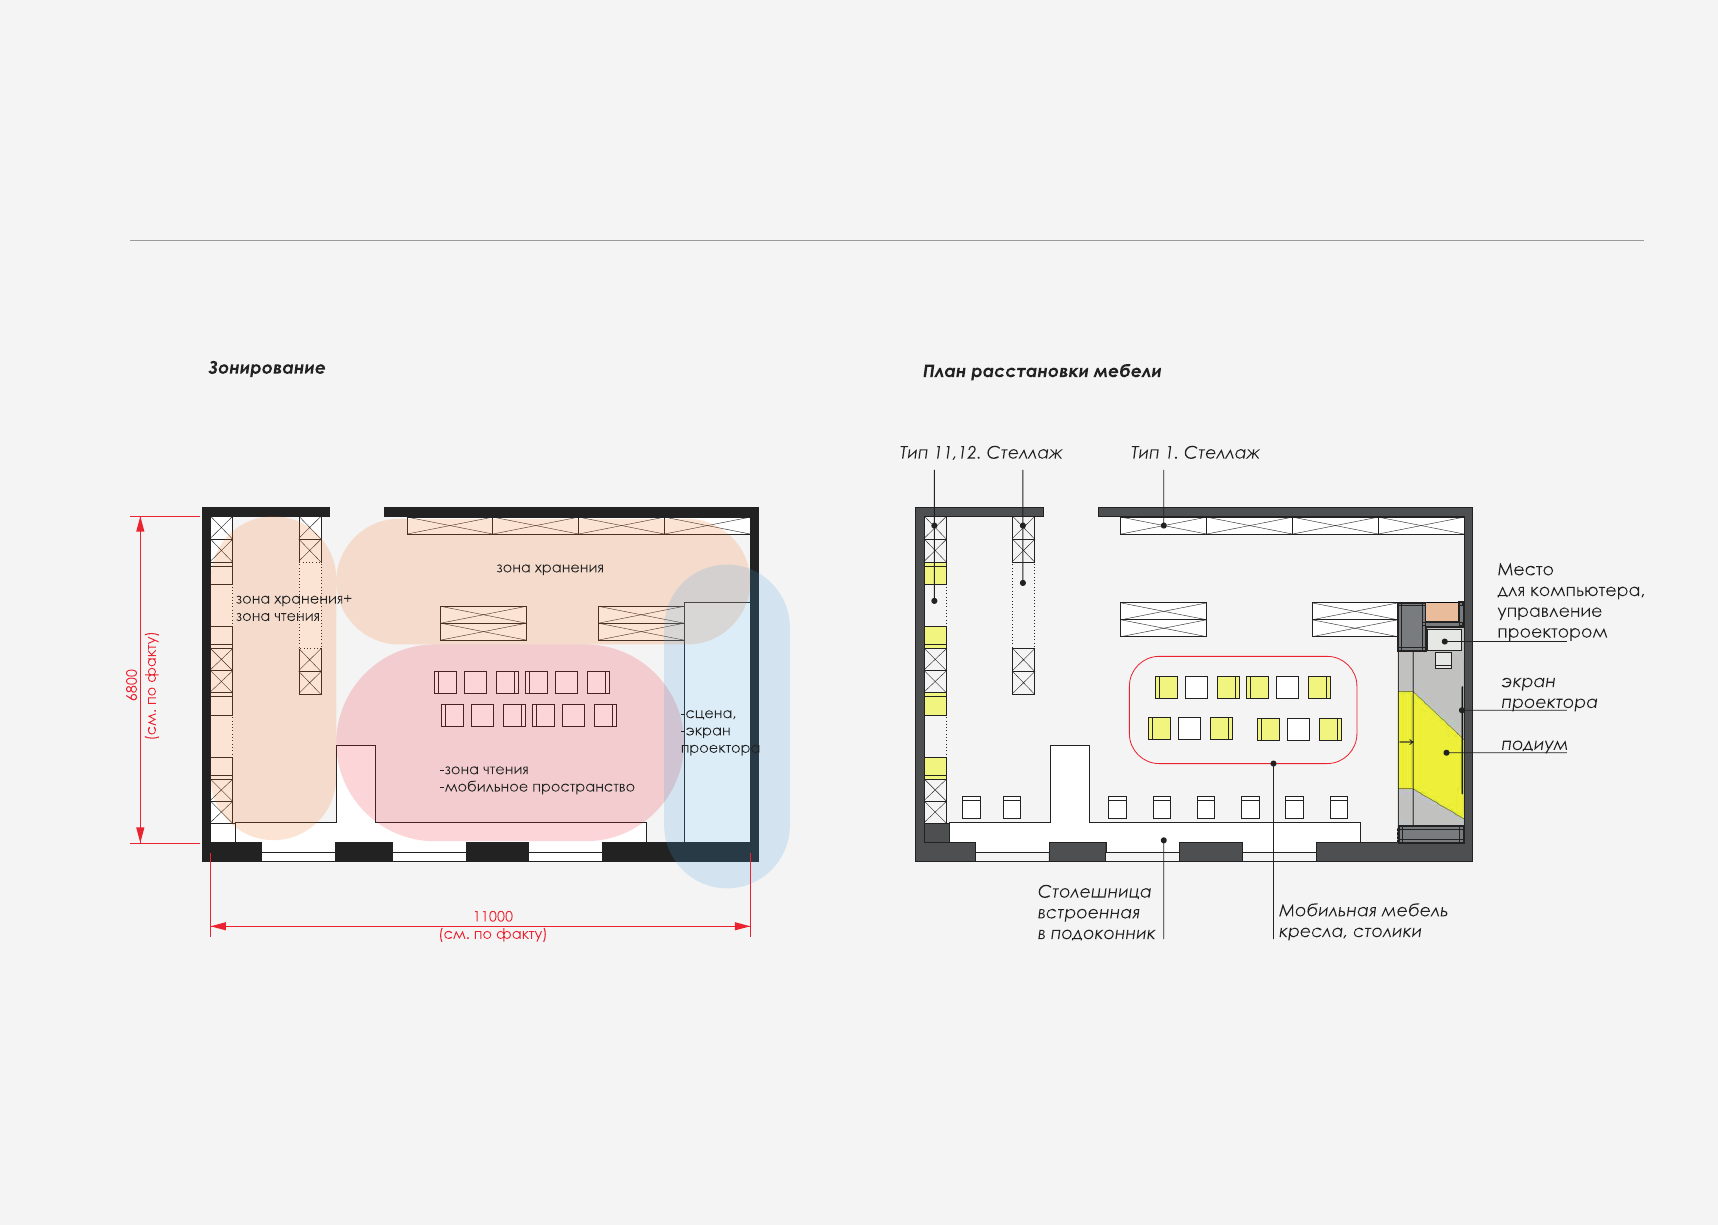 Зонирование
План расстановки мебели
Тип 11,12. Стеллаж
Тип 1. Стеллаж
зона хранения
зона хранения+
зона чтения
-сцена,
-экран
проектора
-зона чтения
-мобильное пространство
6800
(см. по факту)
11000
(см. по факту)
Место
для компьютера,
управление
проектором
экран
проектора
подиум
Столешница
встроенная
в подоконник
Мобильная мебель
кресла, столики